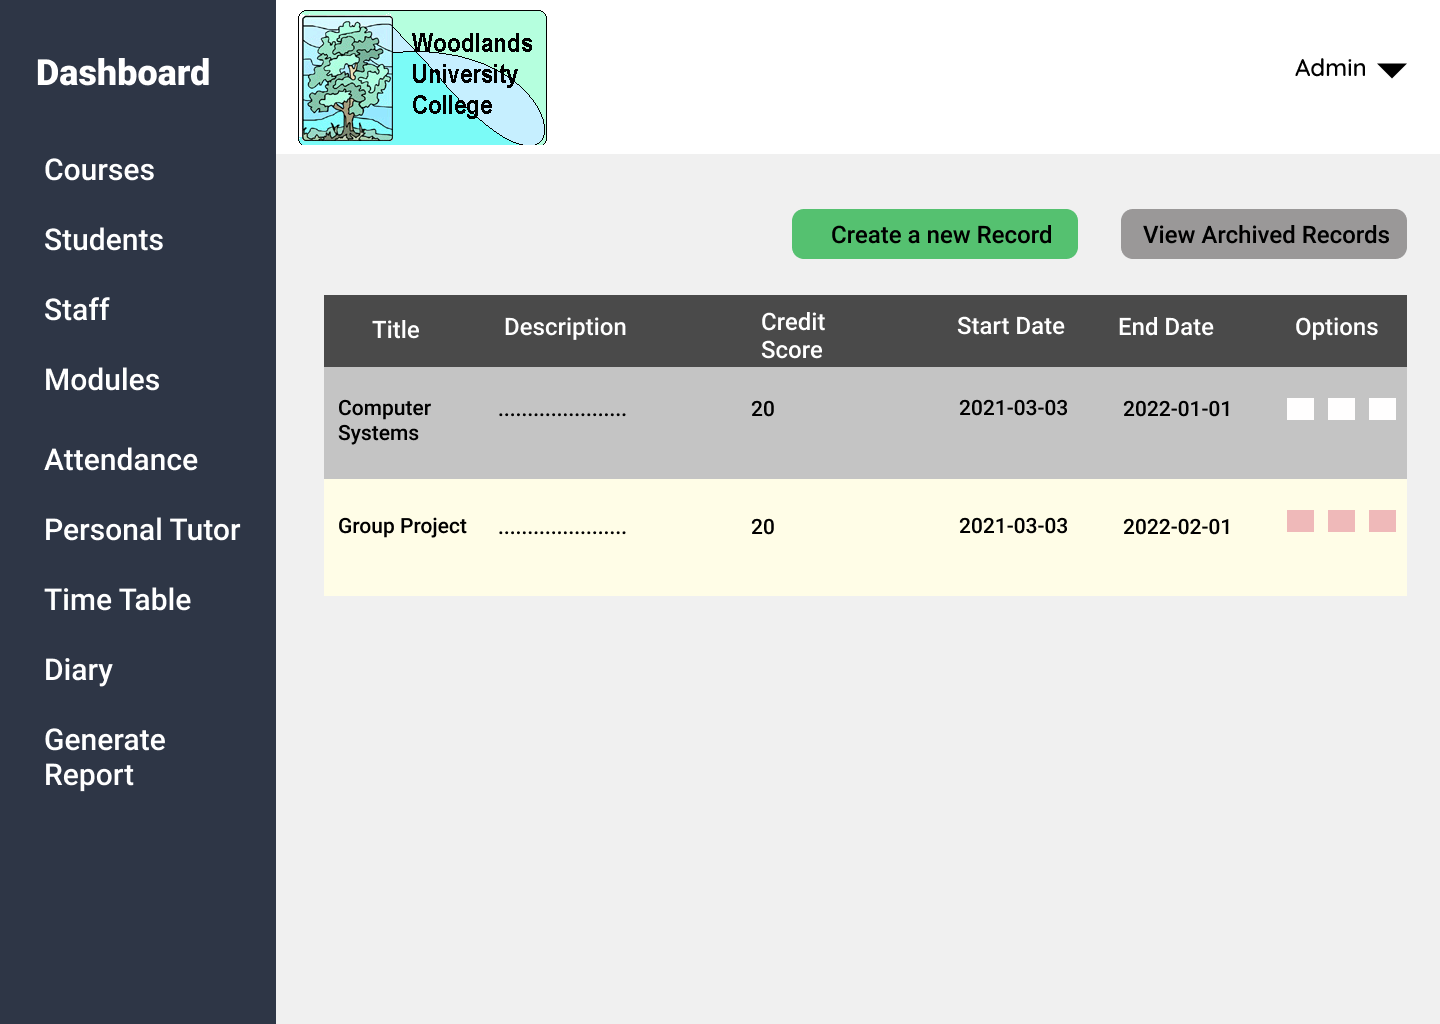 Dashboard
Courses
Students
Staff
Modules
Attendance
Personal Tutor
Time Table
Diary
Generate
Report
Woodlands
University
College
Admin
Create a new Record
View Archived Records
Title Description Credit Score Start Date End Date Options
Computer Systems ...................... 20 2021-03-03 2022-01-01
Group Project ...................... 20 2021-03-03 2022-02-01